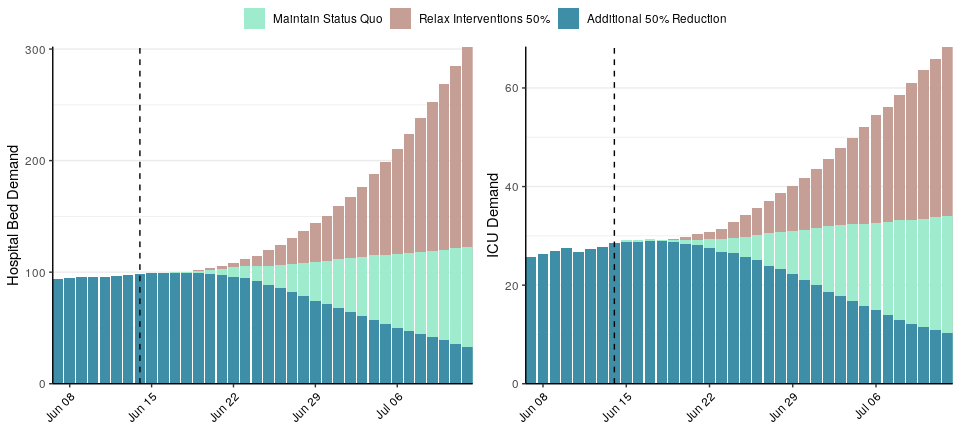 Maintain Status Quo Relax Interventions 50% Additional 50% Reduction
Hospital Bed Demand
300
200
100
0
Jun 08 Jun 15 Jun 22 Jun 29 Jul 06
ICU Demand
60
40
20
0
Jun 08 Jun 15 Jun 22 Jun 29 Jul 06